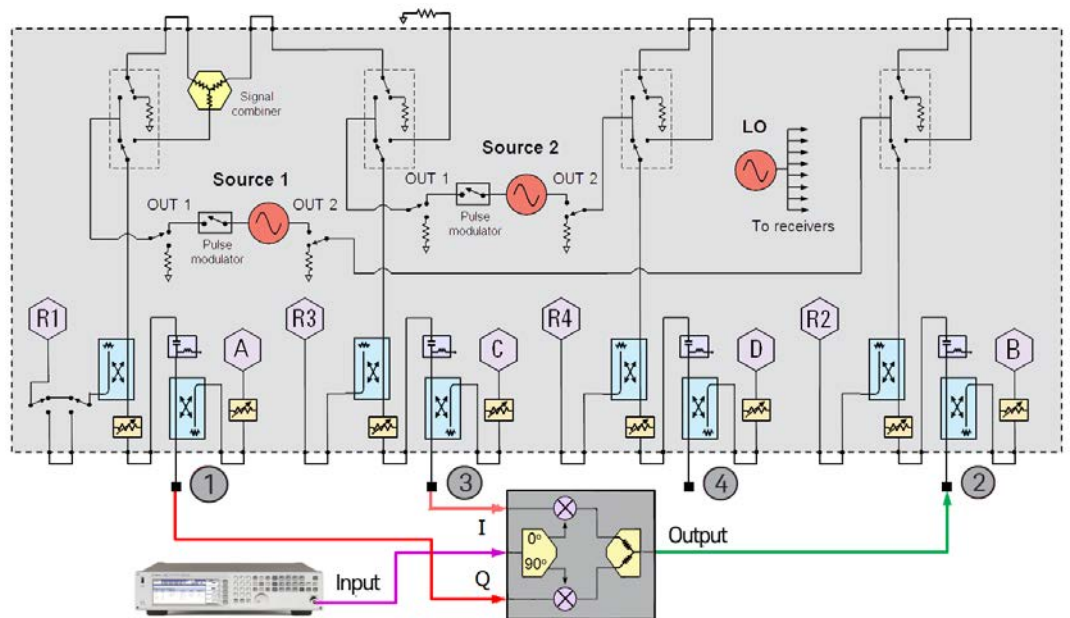 Signal
combiner
Source 1
OUT 1
OUT 2
Pulse
modulator
Source 2
OUT 1
OUT 2
Pulse
modulator
LO
To receivers
R1
A
R3
C
R4
D
R2
B
1
3
4
2
I
0°
90°
Q
Input
Output